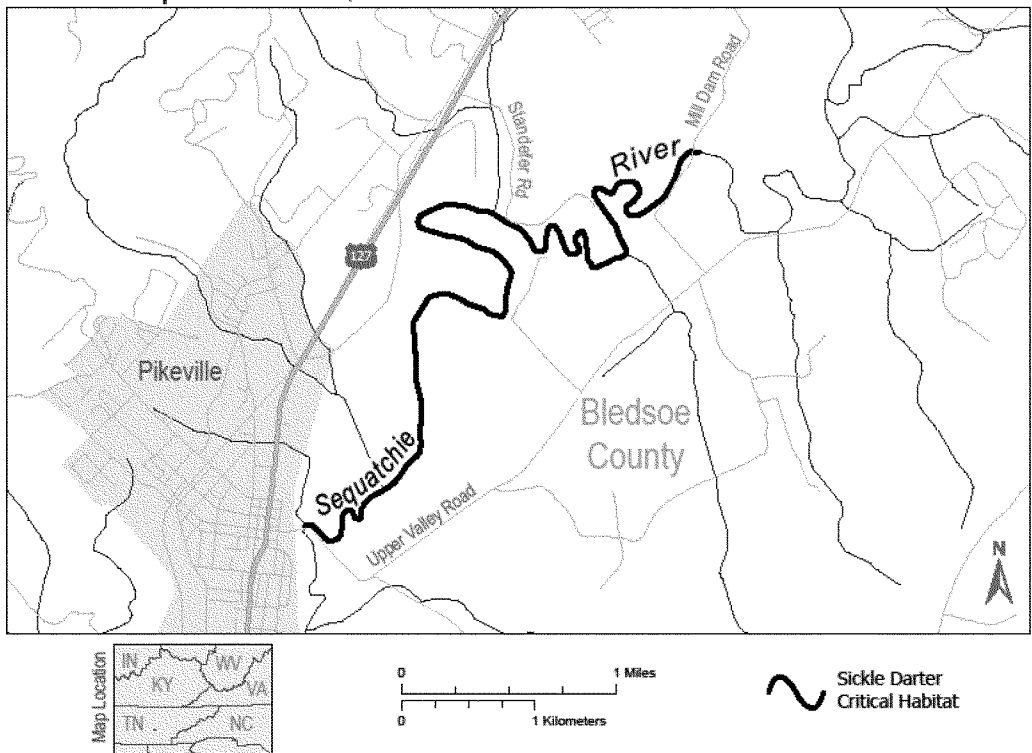 Standefer Rd
Mill Dam Road
River
127
Pikeville
Bledsoe
County
Sequatchie
Upper Valley Road
N
Map Location
IN
WV
KY
VA
TN
NC
0
1 Miles
0
1 Kilometers
Sickle Darter
Critical Habitat